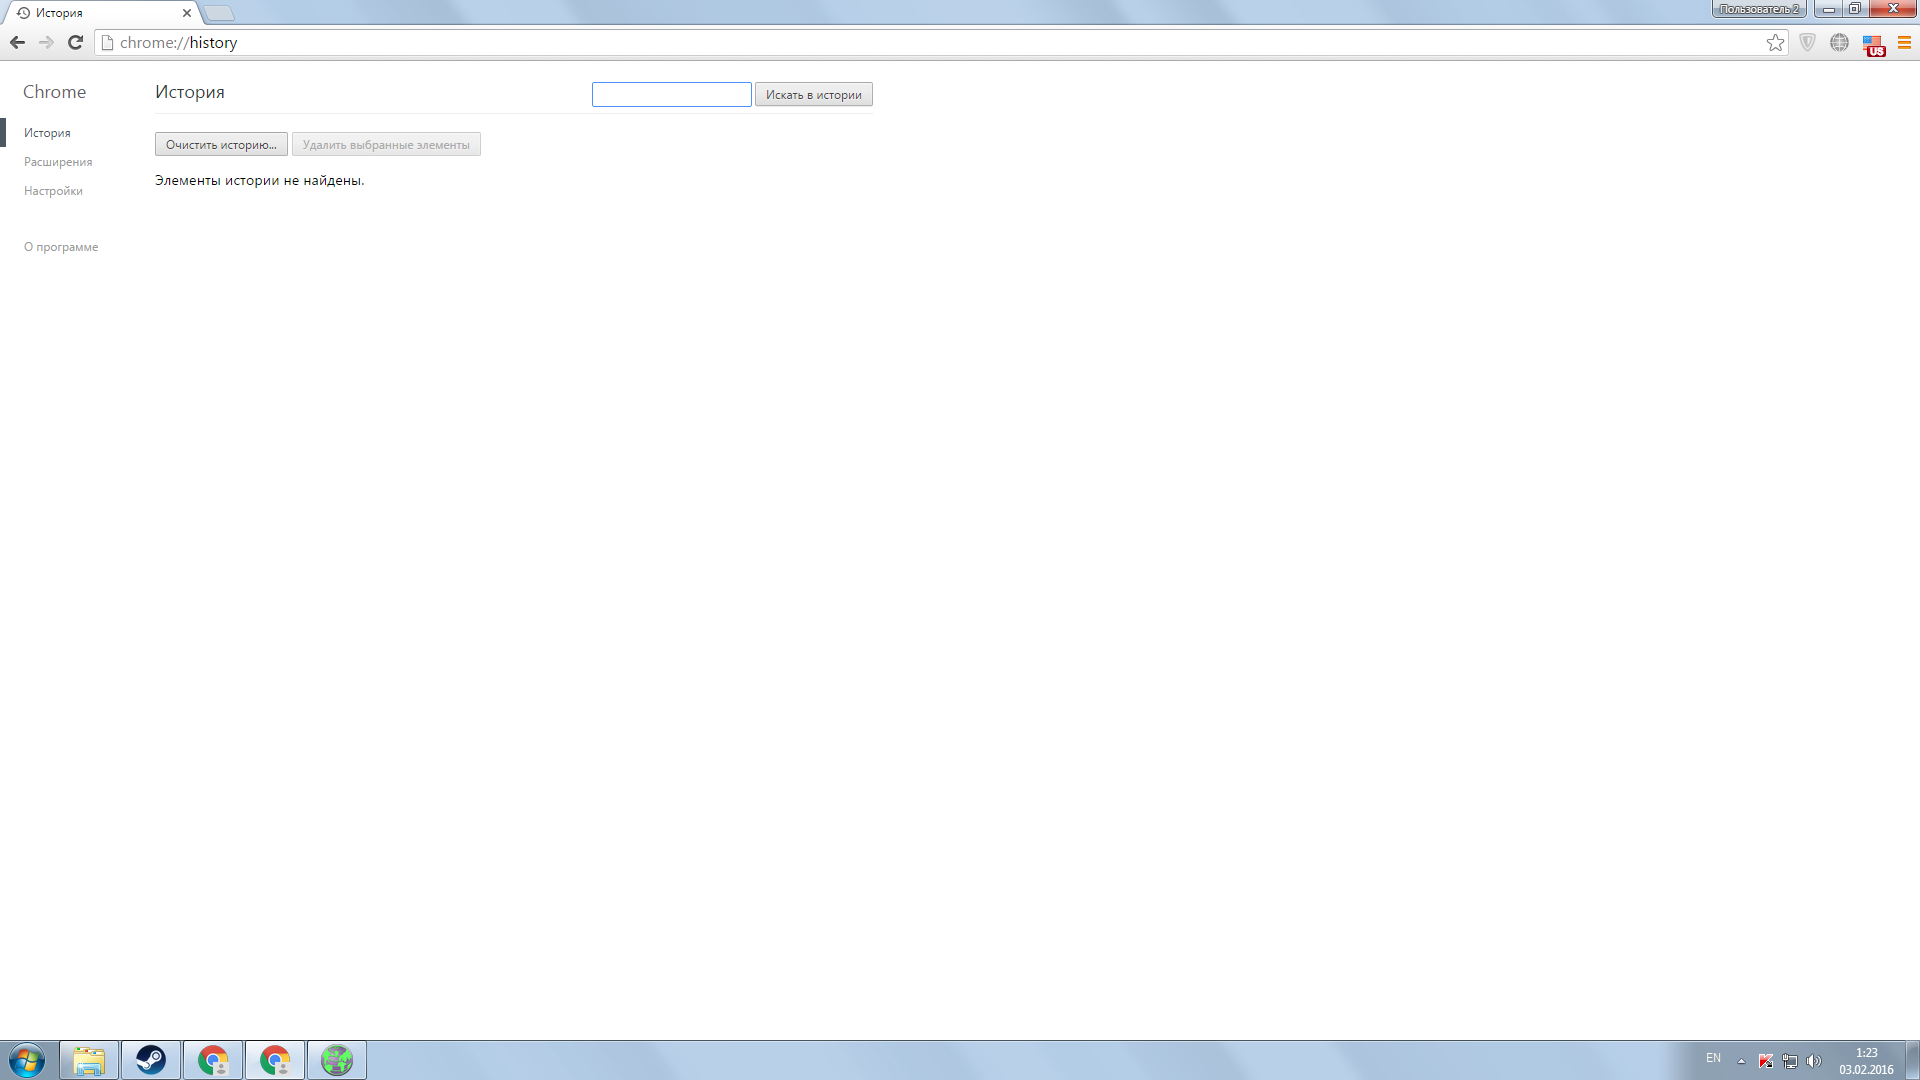 История
Пользователь 2
chrome://history
US
Chrome
История
Искать в истории
История
Очистить историю...
Удалить выбранные элементы
Расширения
Элементы истории не найдены.
Настройки
О программе
EN
1:23
03.02.2016